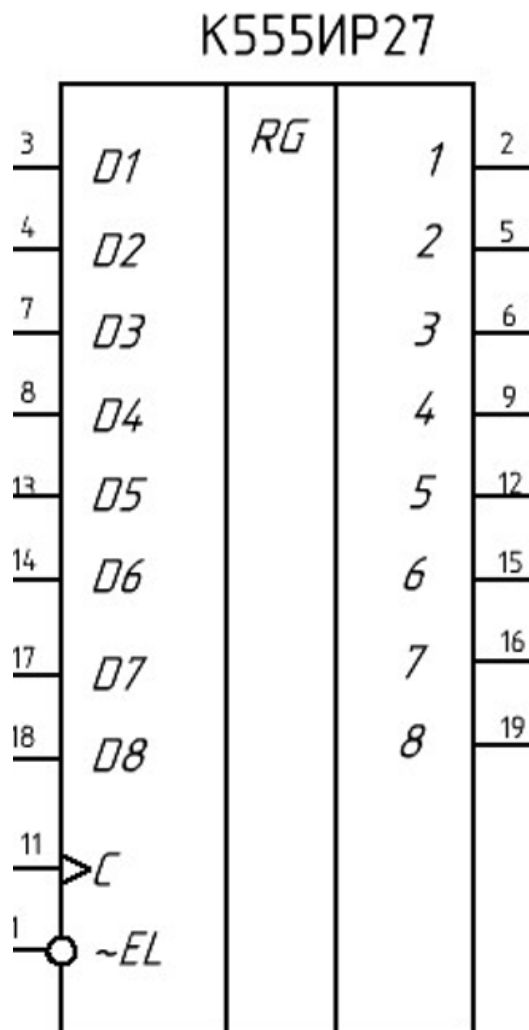 К555ИР27
3 D1 RG 1 2
4 D2 2 5
7 D3 3 6
8 D4 4 9
13 D5 5 12
14 D6 6 15
17 D7 7 16
18 D8 8 19
11 C
1 ~EL